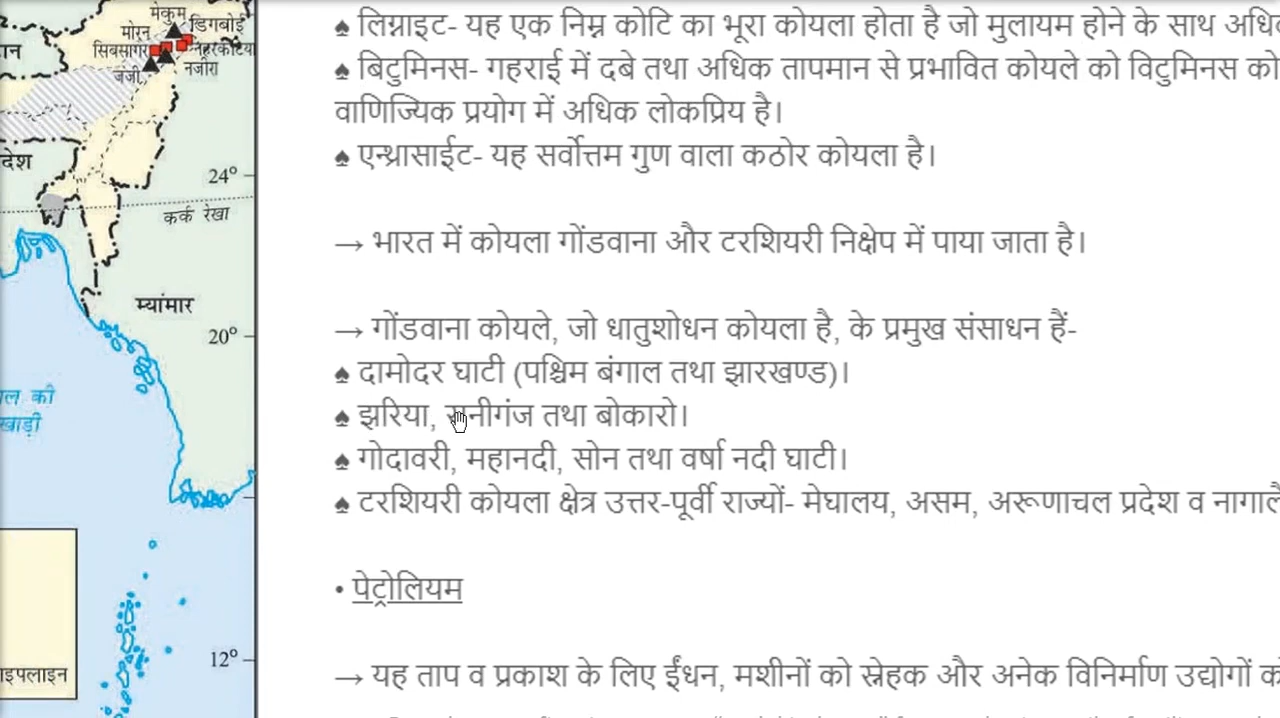 मेकुम
डिगबोई
मोरन
सिबसागर
नहरकटिया
नजीरा
जंजी
ान
देश
24°
कर्क रेखा
म्यांमार
20°
ाल की
खाड़ी
12°
ाइपलाइन
♠ लिग्नाइट- यह एक निम्न कोटि का भूरा कोयला होता है जो मुलायम होने के साथ अधि
♠ बिटुमिनस- गहराई में दबे तथा अधिक तापमान से प्रभावित कोयले को विटुमिनस को
वाणिज्यिक प्रयोग में अधिक लोकप्रिय है।
♠ एन्थ्रासाईट- यह सर्वोत्तम गुण वाला कठोर कोयला है।
→ भारत में कोयला गोंडवाना और टरशियरी निक्षेप में पाया जाता है।
→ गोंडवाना कोयले, जो धातुशोधन कोयला है, के प्रमुख संसाधन हैं-
♠ दामोदर घाटी (पश्चिम बंगाल तथा झारखण्ड)।
♠ झरिया, रानीगंज तथा बोकारो।
♠ गोदावरी, महानदी, सोन तथा वर्षा नदी घाटी।
♠ टरशियरी कोयला क्षेत्र उत्तर-पूर्वी राज्यों- मेघालय, असम, अरूणाचल प्रदेश व नागालै
• पेट्रोलियम
→ यह ताप व प्रकाश के लिए ईंधन, मशीनों को स्नेहक और अनेक विनिर्माण उद्योगों को